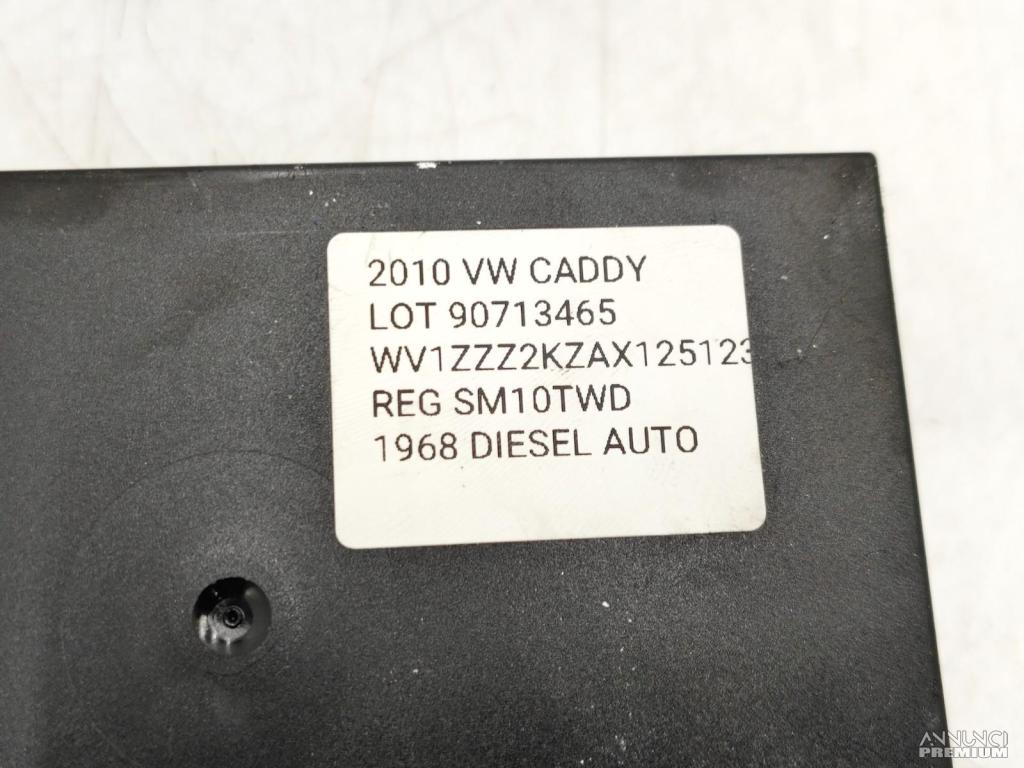 2010 VW CADDY
LOT 90713465
WV1ZZZ2KZAX125123
REG SM10TWD
1968 DIESEL AUTO
ANNUNCI
PREMIUM